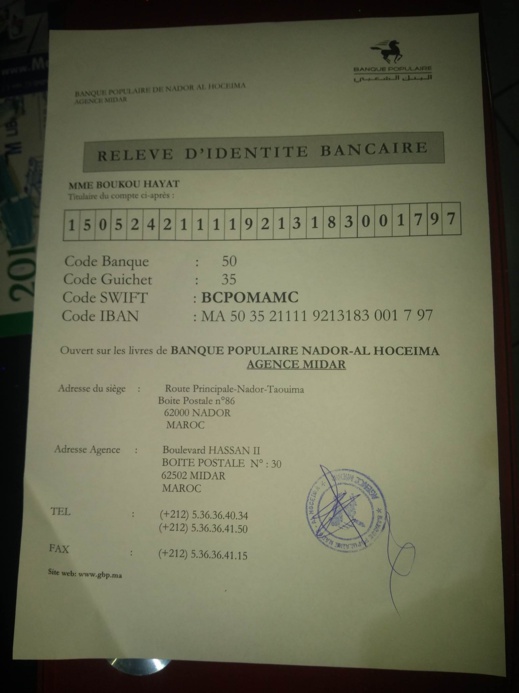 BANQUE POPULAIRE
البنك الشعبي
BANQUE POPULAIRE DE NADOR AL HOCEIMA
AGENCE MIDAR
RELEVE D'IDENTITE BANCAIRE
MME BOUKOU HAYAT
Titulaire du compte ci-après :
1 5 0 5 2 4 2 1 1 1 1 9 2 1 3 1 8 3 0 0 1 7 9 7
Code Banque : 50
Code Guichet : 35
Code SWIFT : BCPOMAMC
Code IBAN : MA 50 35 21111 9213183 001 7 97
Ouvert sur les livres de BANQUE POPULAIRE NADOR-AL HOCEIMA
AGENCE MIDAR
Adresse du siège : Route Principale-Nador-Taouima
Boite Postale n°86
62000 NADOR
MAROC
Adresse Agence : Boulevard HASSAN II
BOITE POSTALE N° : 30
62502 MIDAR
MAROC
TEL : (+212) 5.36.36.40.34
(+212) 5.36.36.41.50
FAX : (+212) 5.36.36.41.15
Site web: www.gbp.ma
201